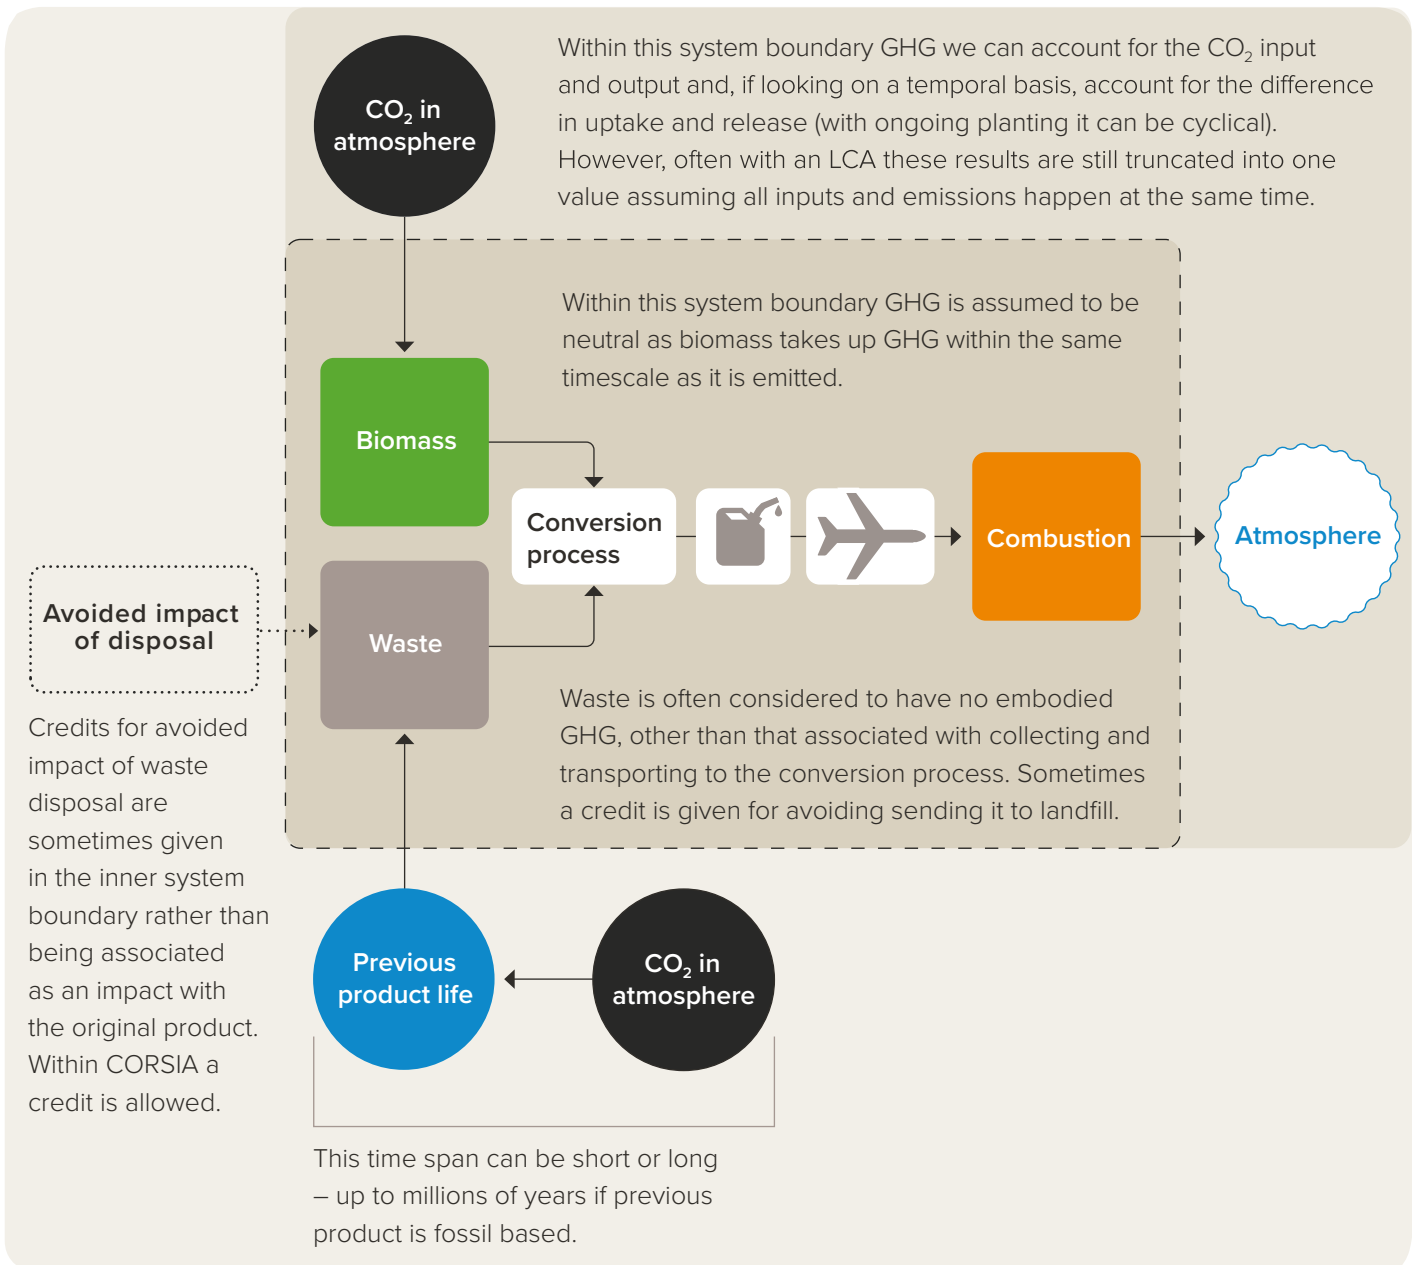 CO₂ in
atmosphere
Within this system boundary GHG we can account for the CO₂ input
and output and, if looking on a temporal basis, account for the difference
in uptake and release (with ongoing planting it can be cyclical).
However, often with an LCA these results are still truncated into one
value assuming all inputs and emissions happen at the same time.
Within this system boundary GHG is assumed to be
neutral as biomass takes up GHG within the same
timescale as it is emitted.
Biomass
Conversion
process
Combustion
Atmosphere
Avoided impact
of disposal
Waste
Waste is often considered to have no embodied
GHG, other than that associated with collecting and
transporting to the conversion process. Sometimes
a credit is given for avoiding sending it to landfill.
Credits for avoided
impact of waste
disposal are
sometimes given
in the inner system
boundary rather than
being associated
as an impact with
the original product.
Within CORSIA a
credit is allowed.
Previous
product life
CO₂ in
atmosphere
This time span can be short or long
– up to millions of years if previous
product is fossil based.